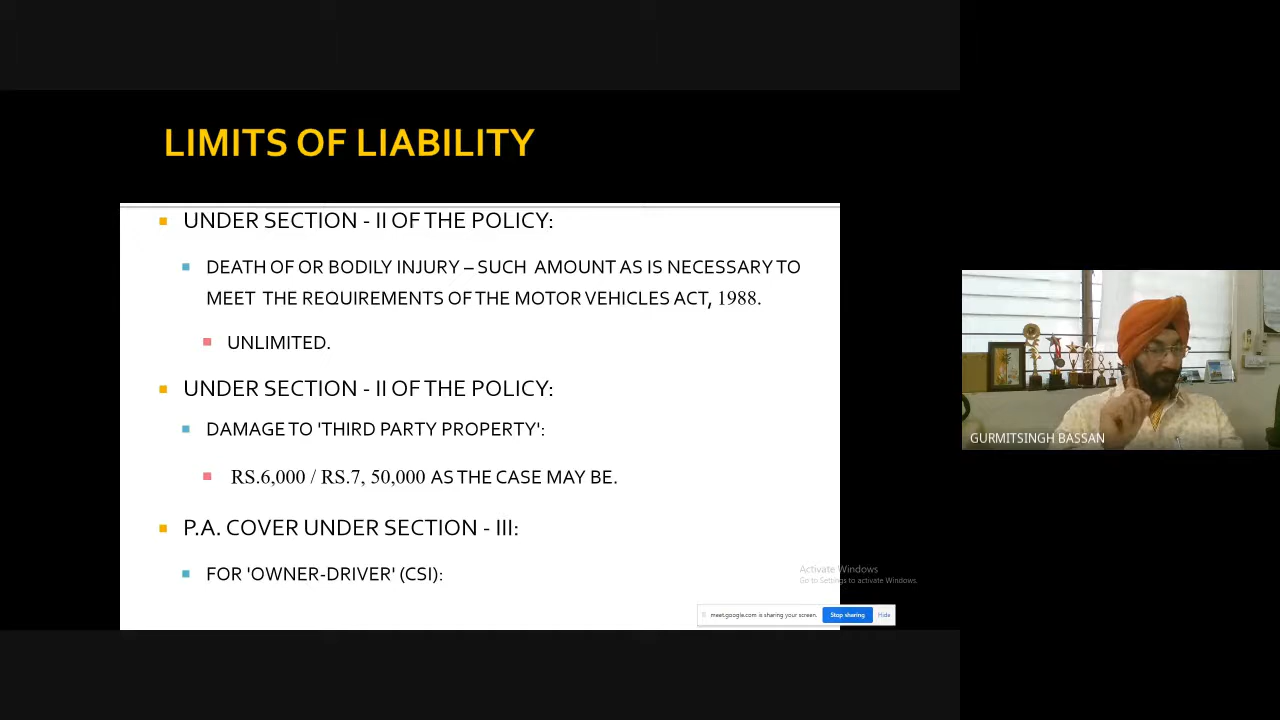 LIMITS OF LIABILITY
UNDER SECTION - II OF THE POLICY:
DEATH OF OR BODILY INJURY – SUCH AMOUNT AS IS NECESSARY TO
MEET THE REQUIREMENTS OF THE MOTOR VEHICLES ACT, 1988.
UNLIMITED.
UNDER SECTION - II OF THE POLICY:
DAMAGE TO 'THIRD PARTY PROPERTY':
RS.6,000 / RS.7, 50,000 AS THE CASE MAY BE.
P.A. COVER UNDER SECTION - III:
FOR 'OWNER-DRIVER' (CSI):
Activate Windows
Go to Settings to activate Windows.
meet.google.com is sharing your screen. Stop sharing Hide
GURMITSINGH BASSAN